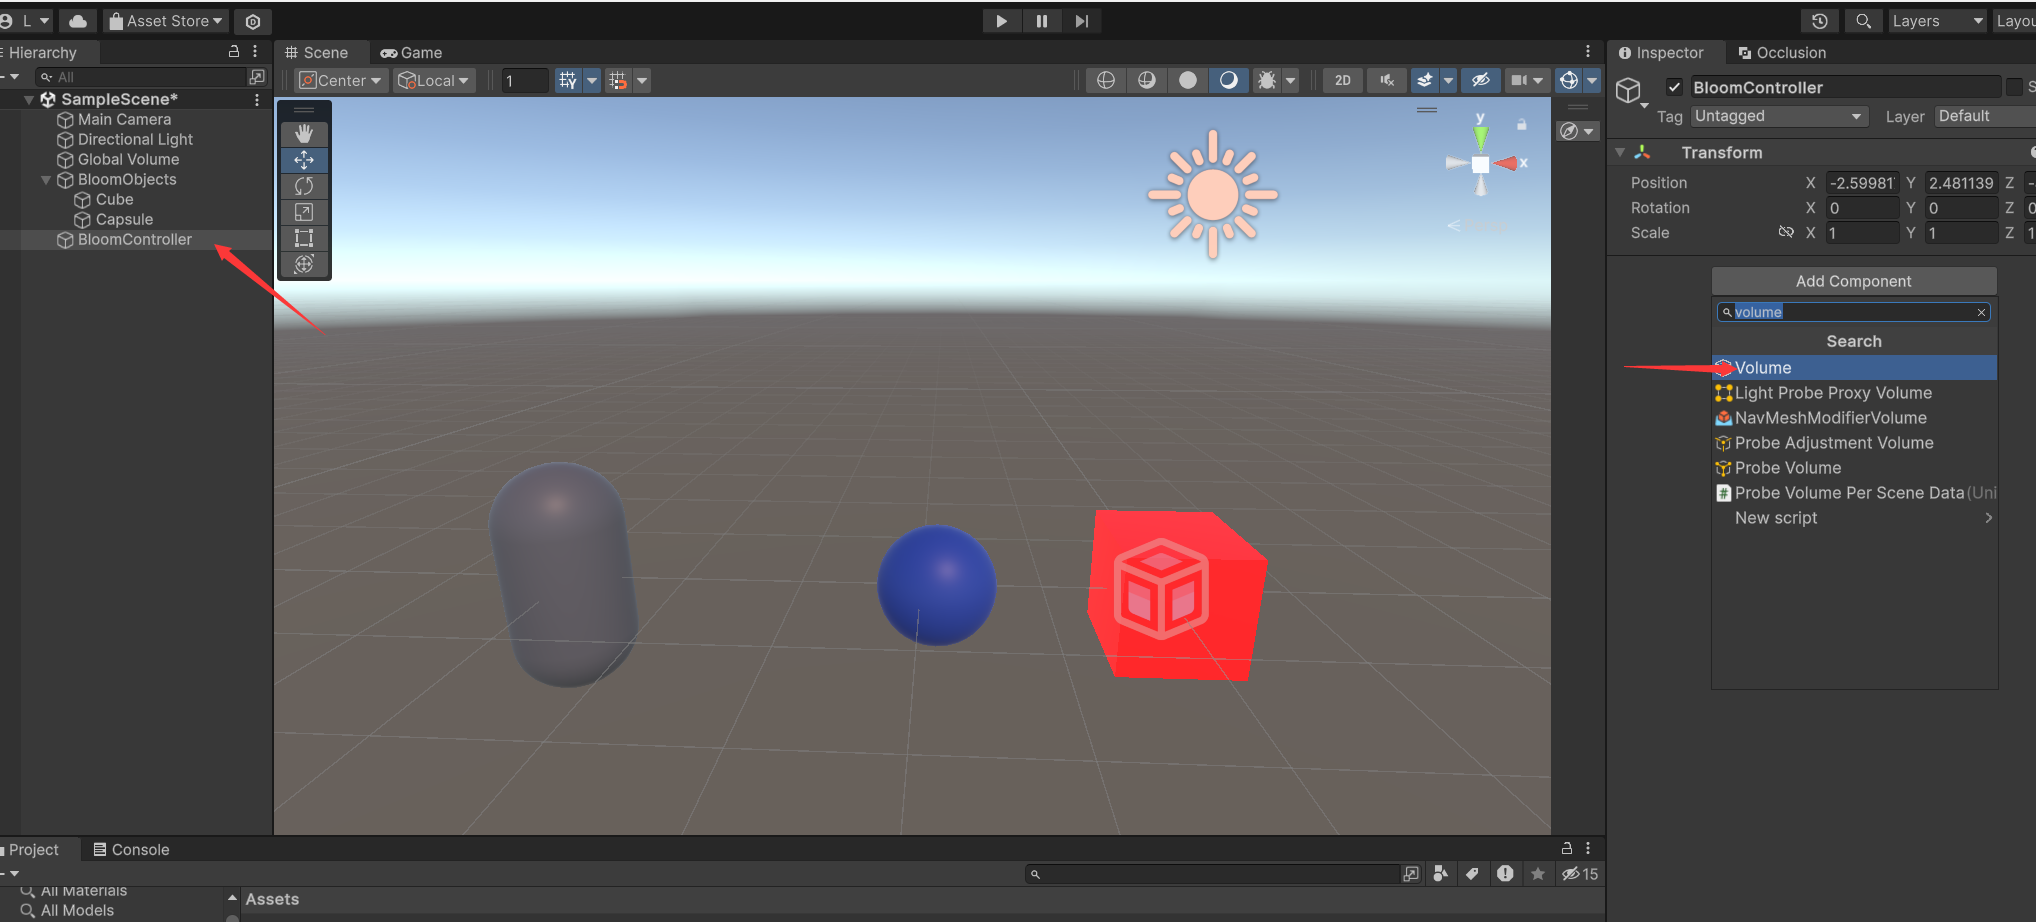 L
Asset Store
Layers
Layou
Hierarchy
Scene
Game
Inspector
Occlusion
All
Center
Local
1
2D
BloomController
S
Tag
Untagged
Layer
Default
SampleScene*
Main Camera
Directional Light
Global Volume
BloomObjects
Cube
Capsule
BloomController
y
x
Transform
Position
X
-2.59981
Y
2.481139
Z
-
Rotation
X
0
Y
0
Z
0
Scale
X
1
Y
1
Z
1
Add Component
volume
Search
Volume
Light Probe Proxy Volume
NavMeshModifierVolume
Probe Adjustment Volume
Probe Volume
Probe Volume Per Scene Data (Uni
New script
Project
Console
15
All Materials
All Models
Assets